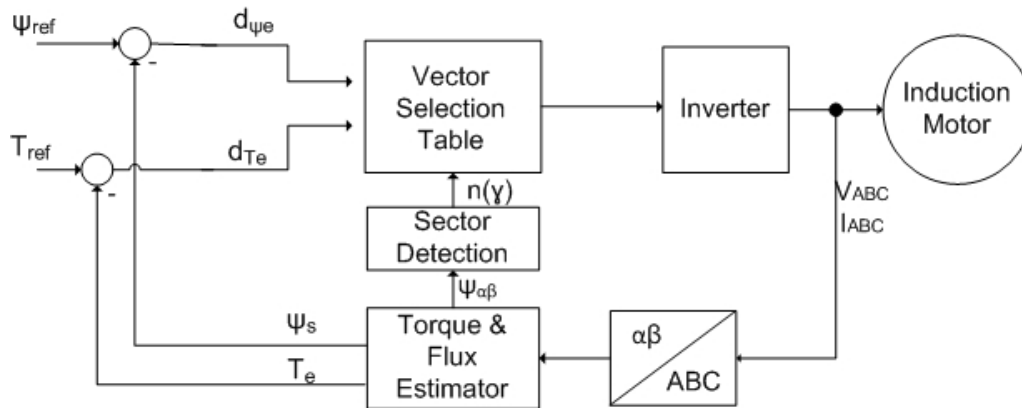 ψref
dψe
-
Vector
Selection
Table
Inverter
Induction
Motor
Tref
dTe
-
n(ɣ)
VABC
IABC
Sector
Detection
ψαβ
ψs
Torque &
Flux
Estimator
Te
αβ
ABC